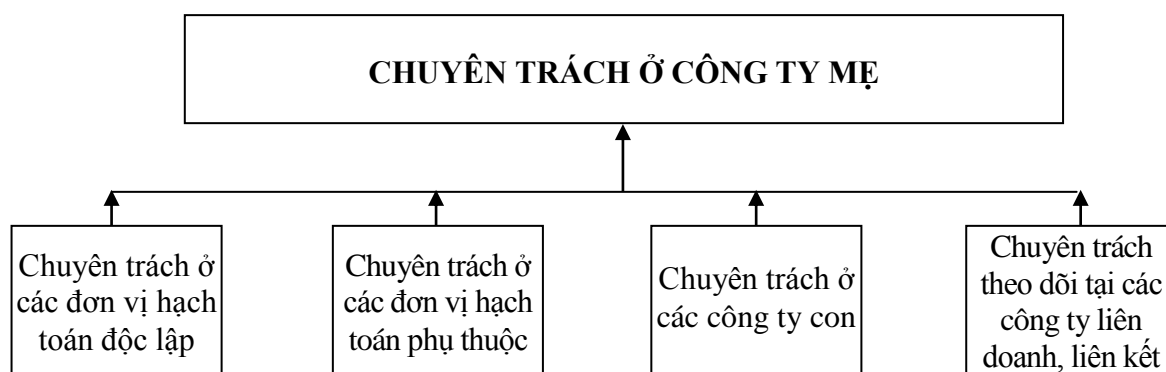 CHUYÊN TRÁCH Ở CÔNG TY MẸ
Chuyên trách ở
các đơn vị hạch
toán độc lập
Chuyên trách ở
các đơn vị hạch
toán phụ thuộc
Chuyên trách ở
các công ty con
Chuyên trách
theo dõi tại các
công ty liên
doanh, liên kết